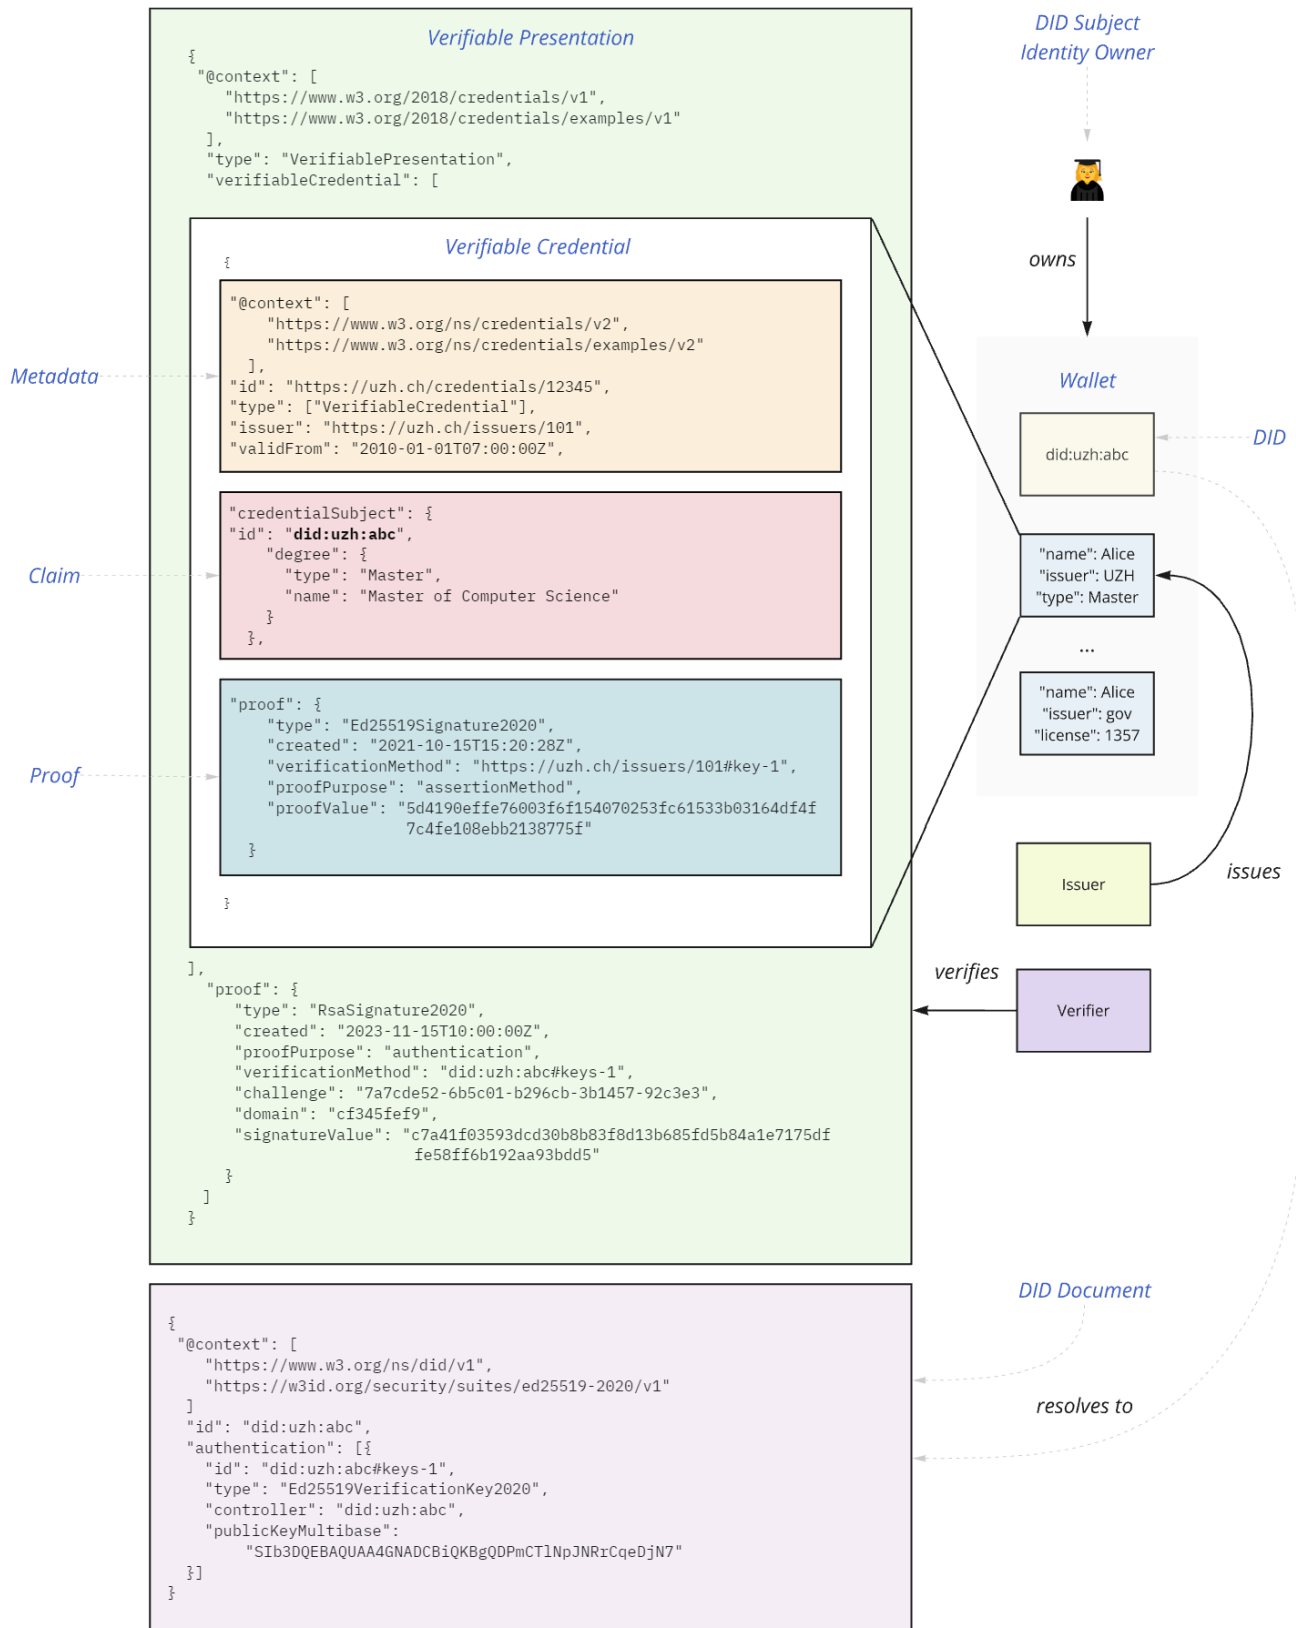 Verifiable Presentation
{
"@context": [
"https://www.w3.org/2018/credentials/v1",
"https://www.w3.org/2018/credentials/examples/v1"
],
"type": "VerifiablePresentation",
"verifiableCredential": [
Verifiable Credential
{
"@context": [
"https://www.w3.org/ns/credentials/v2",
"https://www.w3.org/ns/credentials/examples/v2"
],
"id": "https://uzh.ch/credentials/12345",
"type": ["VerifiableCredential"],
"issuer": "https://uzh.ch/issuers/101",
"validFrom": "2010-01-01T07:00:00Z",
Metadata
"credentialSubject": {
"id": "did:uzh:abc",
"degree": {
"type": "Master",
"name": "Master of Computer Science"
}
},
Claim
"proof": {
"type": "Ed25519Signature2020",
"created": "2021-10-15T15:20:28Z",
"verificationMethod": "https://uzh.ch/issuers/101#key-1",
"proofPurpose": "assertionMethod",
"proofValue": "5d4190effe76003f6f154070253fc61533b03164df4f
7c4fe108ebb2138775f"
}
Proof
}
],
"proof": {
"type": "RsaSignature2020",
"created": "2023-11-15T10:00:00Z",
"proofPurpose": "authentication",
"verificationMethod": "did:uzh:abc#keys-1",
"challenge": "7a7cde52-6b5c01-b296cb-3b1457-92c3e3",
"domain": "cf345fef9",
"signatureValue": "c7a41f03593dcd30b8b83f8d13b685fd5b84a1e7175df
fe58ff6b192aa93bdd5"
}
]
}
DID Subject
Identity Owner
owns
Wallet
did:uzh:abc
DID
"name": Alice
"issuer": UZH
"type": Master
...
"name": Alice
"issuer": gov
"license": 1357
Issuer
issues
verifies
Verifier
{
"@context": [
"https://www.w3.org/ns/did/v1",
"https://w3id.org/security/suites/ed25519-2020/v1"
]
"id": "did:uzh:abc",
"authentication": [{
"id": "did:uzh:abc#keys-1",
"type": "Ed25519VerificationKey2020",
"controller": "did:uzh:abc",
"publicKeyMultibase":
"SIb3DQEBAQUAA4GNADCBiQKBgQDPmCTlNpJNRrCqeDjN7"
}]
}
DID Document
resolves to